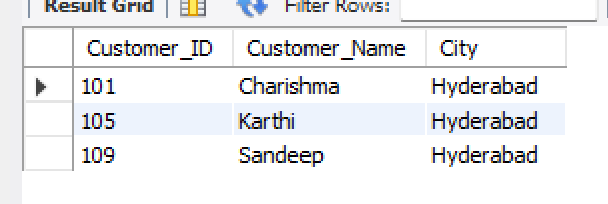 Result Grid Filter Rows:
Customer_ID Customer_Name City
101 Charishma Hyderabad
105 Karthi Hyderabad
109 Sandeep Hyderabad